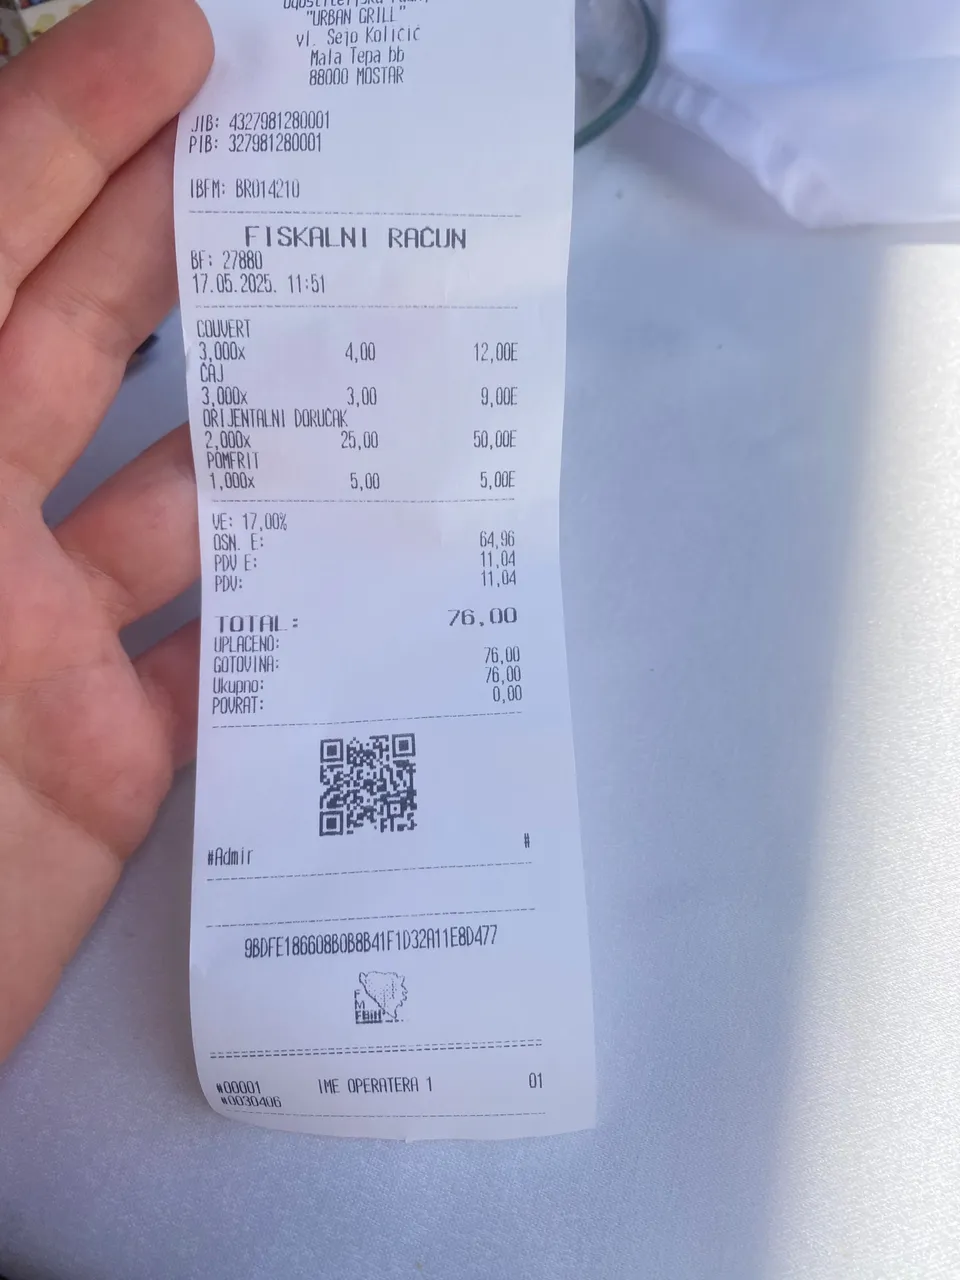 "URBAN GRILL"
vl. Sejo Količić
Mala Tepa bb
88000 MOSTAR
JIB: 4327981280001
PIB: 327981280001
IBFM: BR014210
FISKALNI RAČUN
BF: 27880
17.05.2025. 11:51
COUVERT
3,000x 4,00 12,00E
ČAJ
3,000x 3,00 9,00E
ORIJENTALNI DORUČAK
2,000x 25,00 50,00E
POMFRIT
1,000x 5,00 5,00E
VE: 17,00%
OSN. E: 64,96
PDV E: 11,04
PDV: 11,04
TOTAL: 76,00
UPLAĆENO:
GOTOVINA: 76,00
Ukupno: 76,00
POVRAT: 0,00
#Admir #
9BDFE186608B0B8B41F1D32A11E8D477
F
M
FBiH
#00001 IME OPERATERA 1 01
#0030406